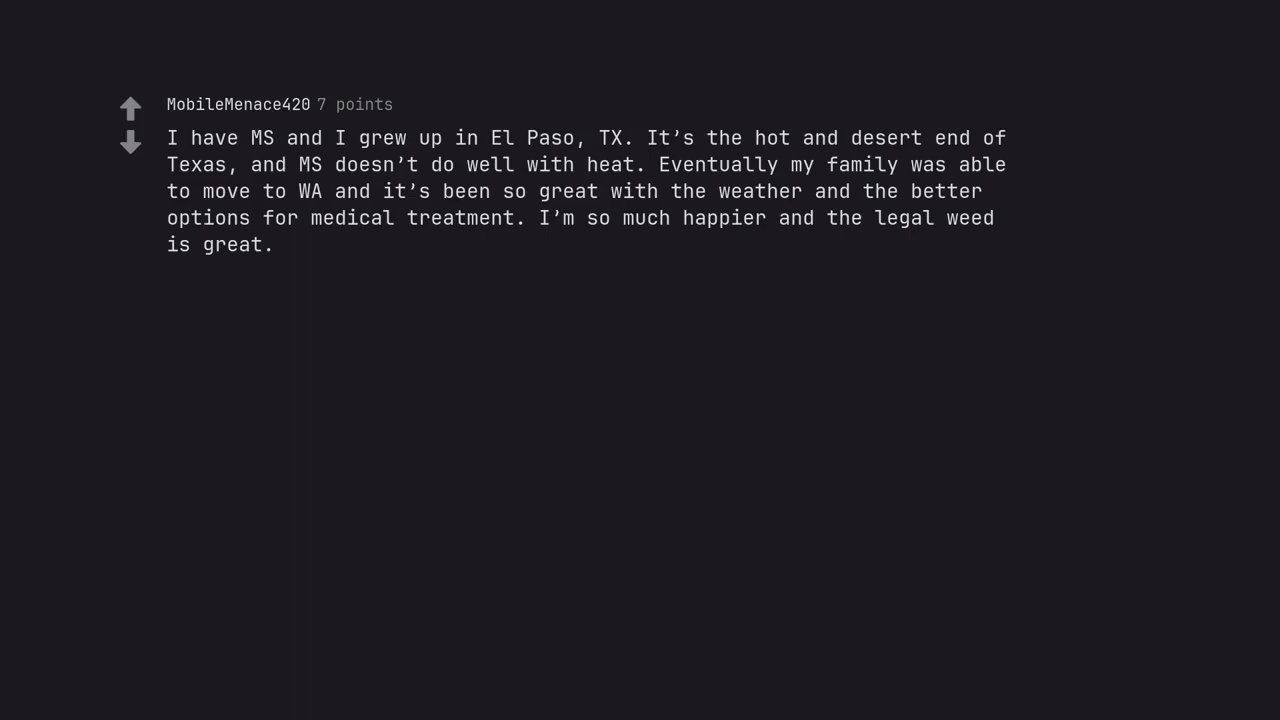 MobileMenace420 7 points
I have MS and I grew up in El Paso, TX. It’s the hot and desert end of
Texas, and MS doesn’t do well with heat. Eventually my family was able
to move to WA and it’s been so great with the weather and the better
options for medical treatment. I’m so much happier and the legal weed
is great.